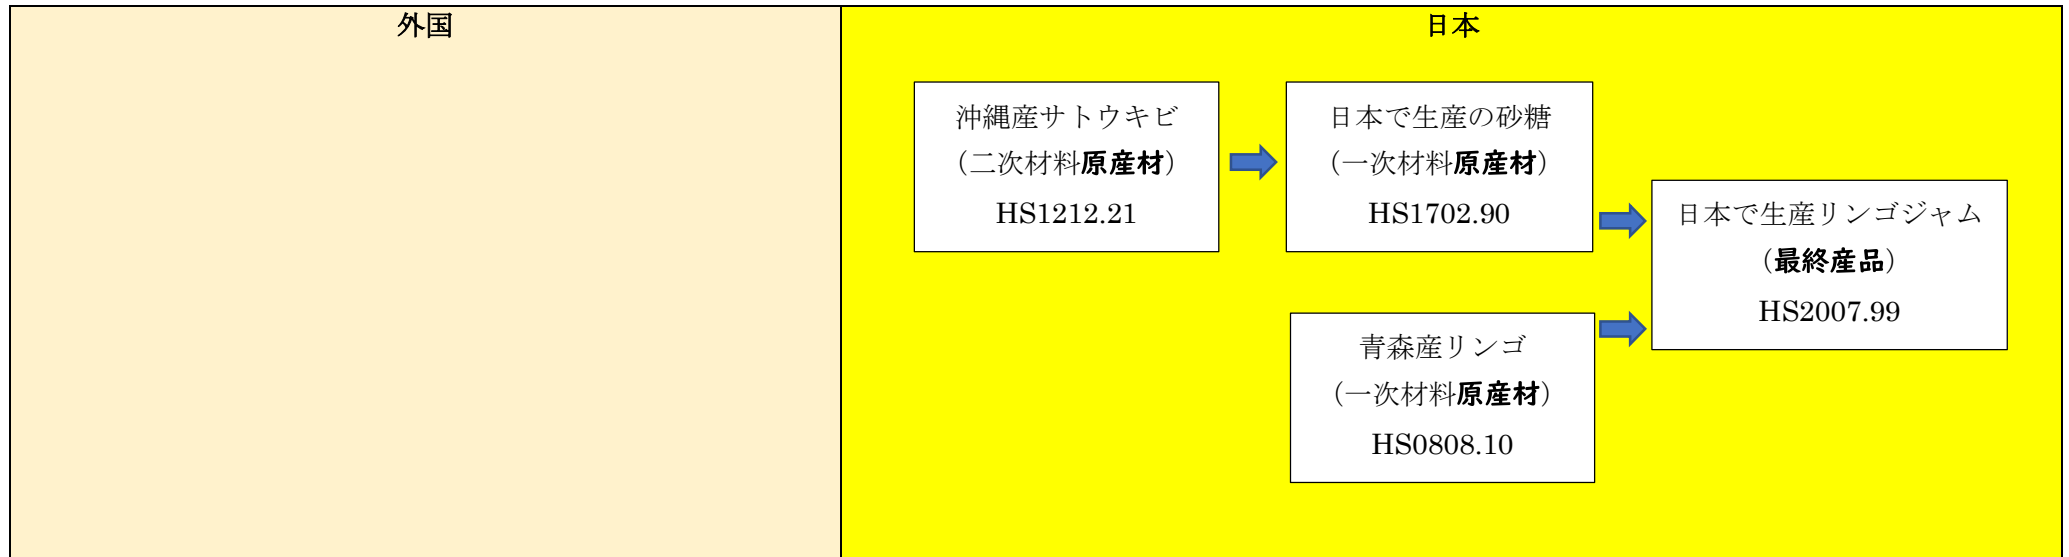 外国
日本
沖縄産サトウキビ
(二次材料原産材)
HS1212.21
日本で生産の砂糖
(一次材料原産材)
HS1702.90
日本で生産リンゴジャム
(最終産品)
HS2007.99
青森産リンゴ
(一次材料原産材)
HS0808.10